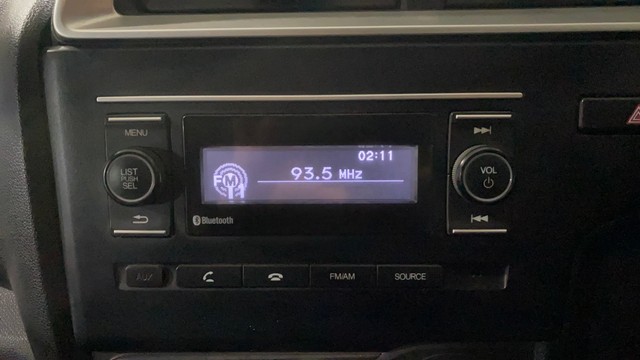 MENU
LIST
PUSH
SEL
02:11
93.5 MHz
M
VOL
Bluetooth
AUX
FM/AM
SOURCE